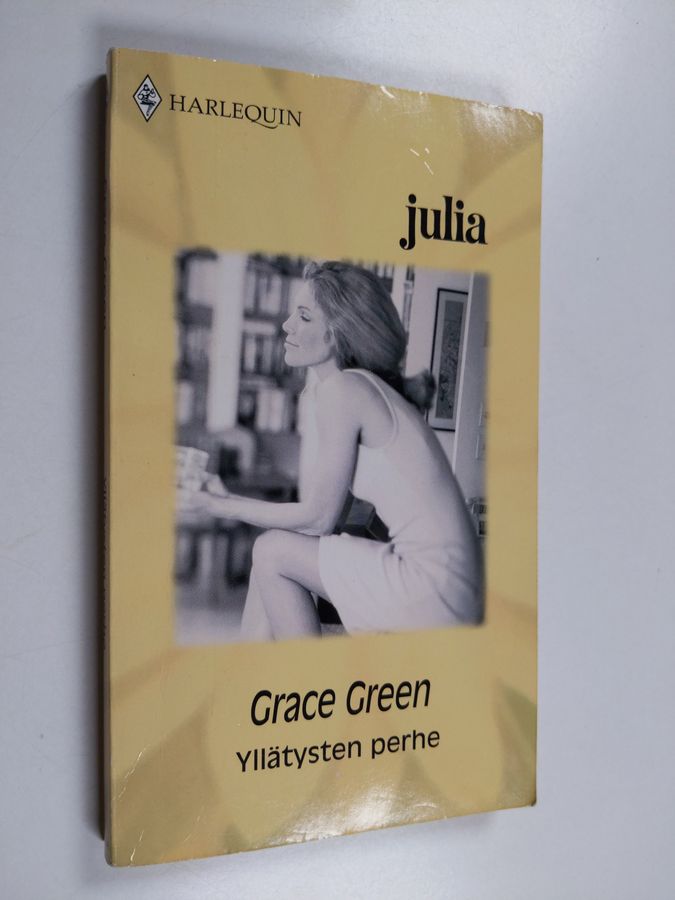 HARLEQUIN
julia
Grace Green
Yllätysten perhe